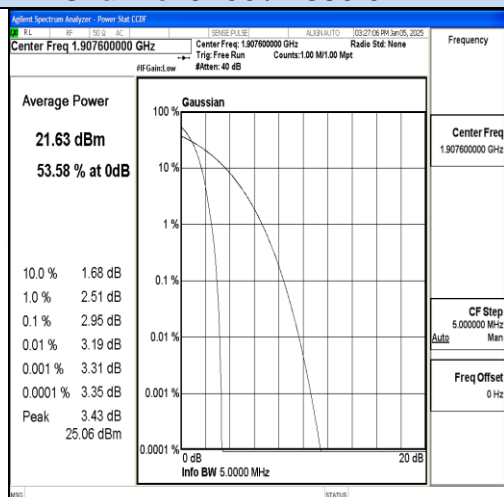 Agilent Spectrum Analyzer - Power Stat CCDF
RL RF 50 Ω AC SENSE:PULSE ALIGNAUTO 03:27:06 PM Jan 05, 2025
Center Freq 1.907600000 GHz
Center Freq: 1.907600000 GHz Radio Std: None
Trig: Free Run Counts:1.00 M/1.00 Mpt
#IFGain:Low #Atten: 40 dB
Frequency
Average Power
21.63 dBm
53.58 % at 0dB
10.0 % 1.68 dB
1.0 % 2.51 dB
0.1 % 2.95 dB
0.01 % 3.19 dB
0.001 % 3.31 dB
0.0001 % 3.35 dB
Peak 3.43 dB
25.06 dBm
Gaussian
100 %
10 %
1 %
0.1 %
0.01 %
0.001 %
0.0001 %
0 dB 20 dB
Info BW 5.0000 MHz
Center Freq
1.907600000 GHz
CF Step
5.000000 MHz
Auto Man
Freq Offset
0 Hz
MSG STATUS